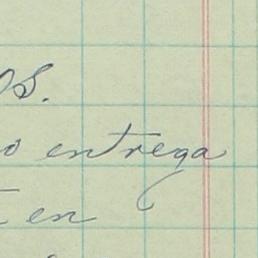 os.
o entrega
en